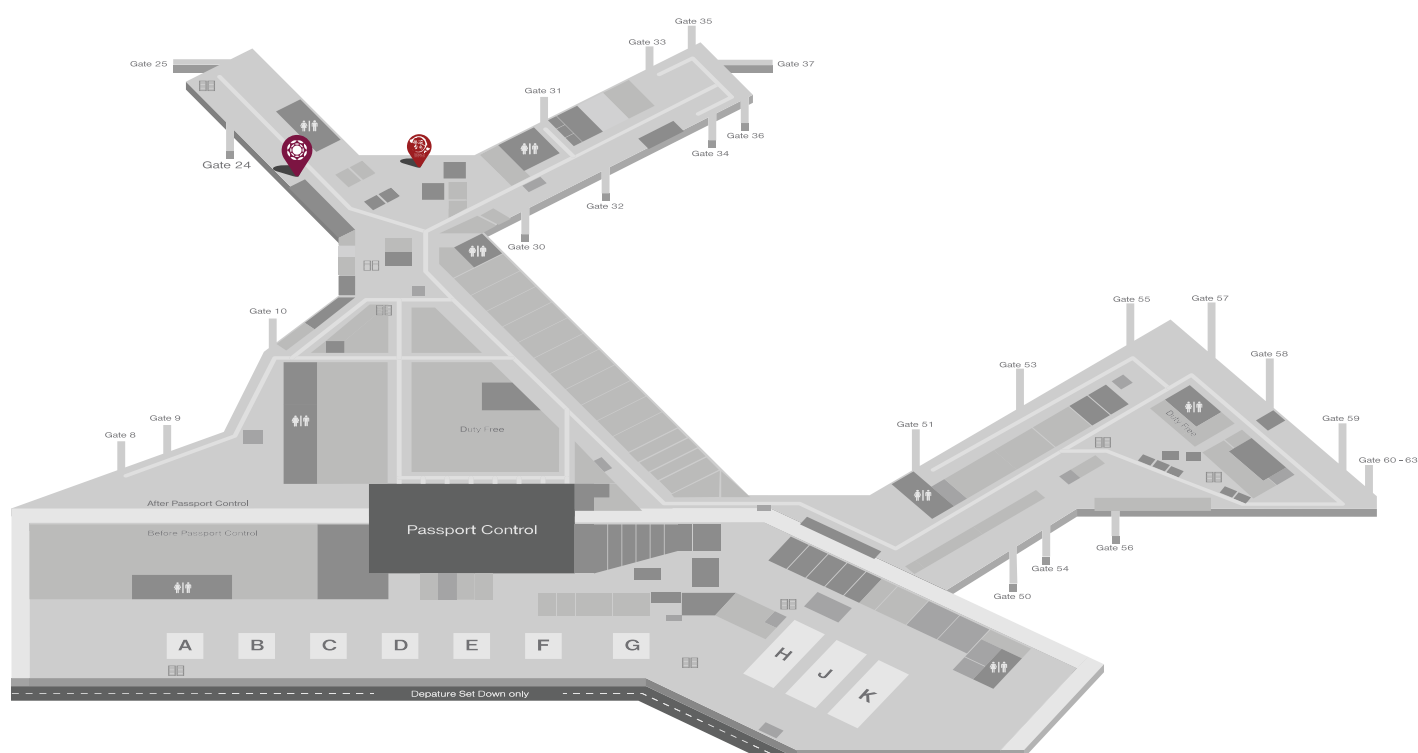 Gate 35
Gate 33
Gate 25
Gate 37
Gate 31
Gate 36
Gate 34
Gate 24
Gate 32
Gate 30
Gate 55
Gate 57
Gate 10
Gate 58
Gate 53
Gate 9
Gate 8
Gate 51
Gate 59
Duty Free
Duty Free
Gate 60 - 63
After Passport Control
Passport Control
Before Passport Control
Gate 56
Gate 54
Gate 50
A
B
C
D
E
F
G
H
J
K
Depature Set Down only